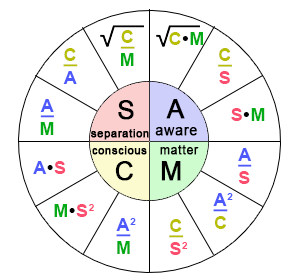 √C/M
√C•M
C/S
S•M
A/S
A²/C
C/S²
A²/M
M•S²
A•S
A/M
C/A
S
separation
A
aware
conscious
C
matter
M